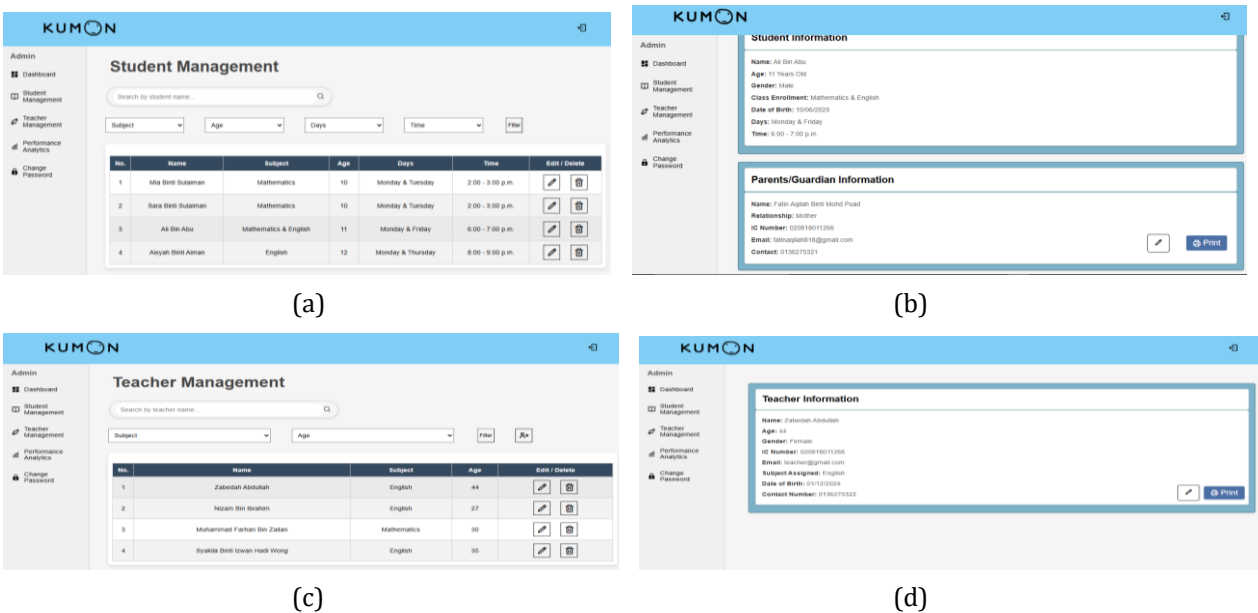 KUMON
Admin
Dashboard
Student
Management
Teacher
Management
Performance
Analytics
Change
Password
Student Management
Search by student name...
Subject Age Days Time Filter
No. Name Subject Age Days Time Edit / Delete
1 Mia Binti Sulaiman Mathematics 10 Monday & Tuesday 2:00 - 3:00 p.m.
2 Sara Binti Sulaiman Mathematics 10 Monday & Tuesday 2:00 - 3:00 p.m.
3 Ali Bin Abu Mathematics & English 11 Monday & Friday 6:00 - 7:00 p.m.
4 Aisyah Binti Aiman English 12 Monday & Thursday 8:00 - 9:00 p.m.
(a)
KUMON
Admin
Dashboard
Student
Management
Teacher
Management
Performance
Analytics
Change
Password
Student Information
Name: Ali Bin Abu
Age: 11 Years Old
Gender: Male
Class Enrollment: Mathematics & English
Date of Birth: 10/06/2025
Days: Monday & Friday
Time: 6:00 - 7:00 p.m.
Parents/Guardian Information
Name: Fatin Aqilah Binti Mohd Puad
Relationship: Mother
IC Number: 020818011266
Email: fatinaqilah818@gmail.com
Contact: 0136275321
Print
(b)
KUMON
Admin
Dashboard
Student
Management
Teacher
Management
Performance
Analytics
Change
Password
Teacher Management
Search by teacher name...
Subject Age Filter
No. Name Subject Age Edit / Delete
1 Zabedah Abdullah English 44
2 Nizam Bin Ibrahim English 27
3 Muhammad Farhan Bin Zailan Mathematics 30
4 Syakila Binti Izwan Hadi Wong English 35
(c)
KUMON
Admin
Dashboard
Student
Management
Teacher
Management
Performance
Analytics
Change
Password
Teacher Information
Name: Zabedah Abdullah
Age: 44
Gender: Female
IC Number: 020818011266
Email: teacher@gmail.com
Subject Assigned: English
Date of Birth: 01/12/2024
Contact Number: 0136275322
Print
(d)